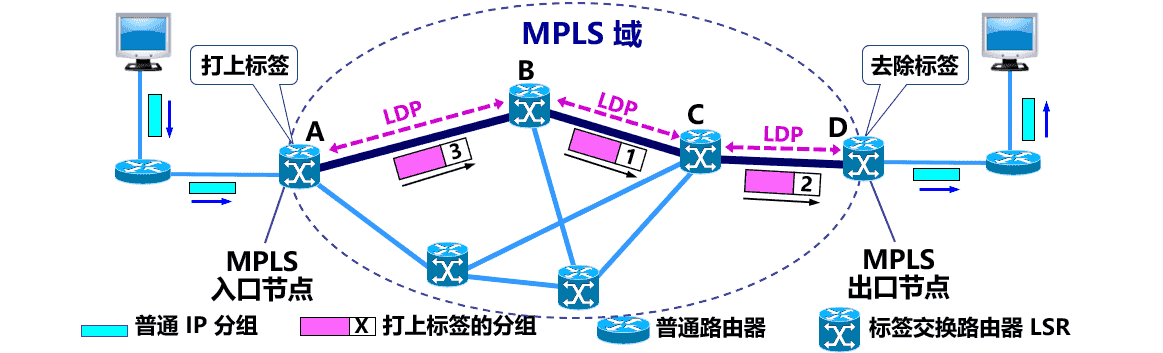 MPLS 域
打上标签
去除标签
A
B
C
D
LDP
LDP
LDP
3
1
2
MPLS
入口节点
MPLS
出口节点
普通 IP 分组
X
打上标签的分组
普通路由器
标签交换路由器 LSR